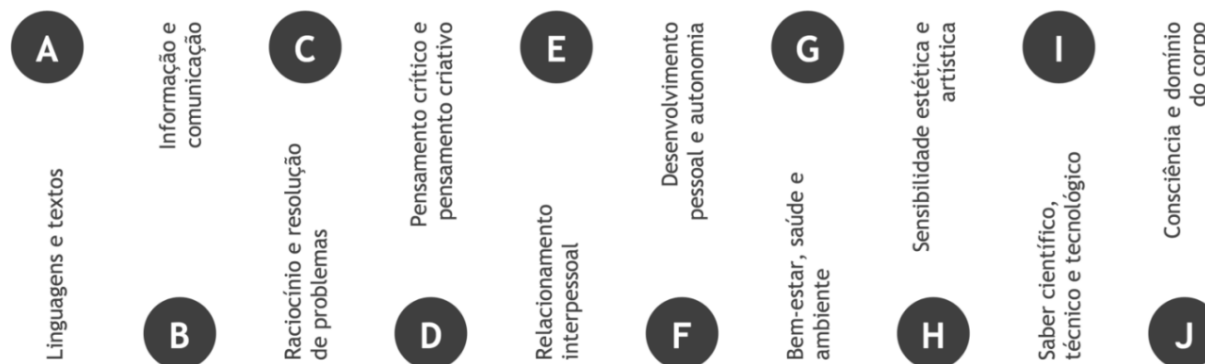 A
Linguagens e textos
Informação e
comunicação
B
C
Raciocínio e resolução
de problemas
Pensamento crítico e
pensamento criativo
D
E
Relacionamento
interpessoal
Desenvolvimento
pessoal e autonomia
F
G
Bem-estar, saúde e
ambiente
Sensibilidade estética e
artística
H
I
Saber científico,
técnico e tecnológico
Consciência e domínio
do corpo
J